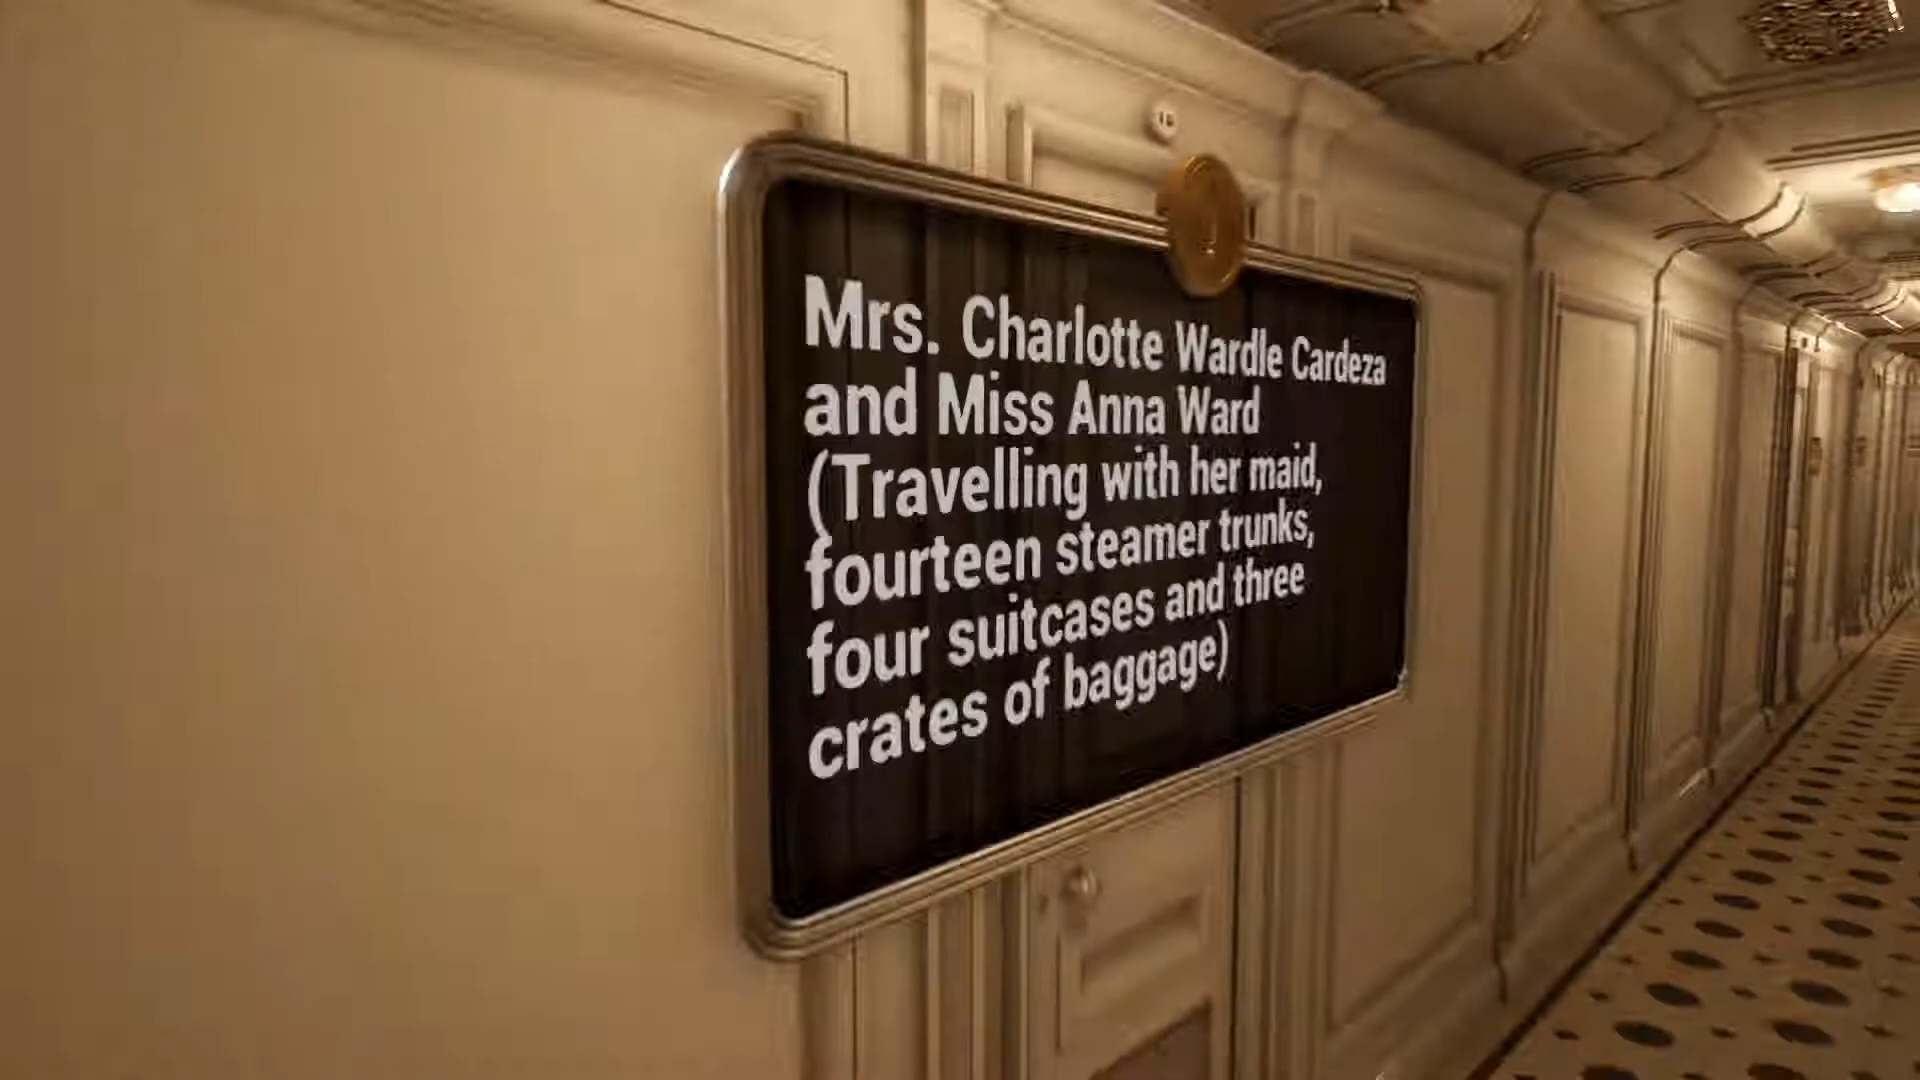 Mrs. Charlotte Wardle Cardeza
and Miss Anna Ward
(Travelling with her maid,
fourteen steamer trunks,
four suitcases and three
crates of baggage)